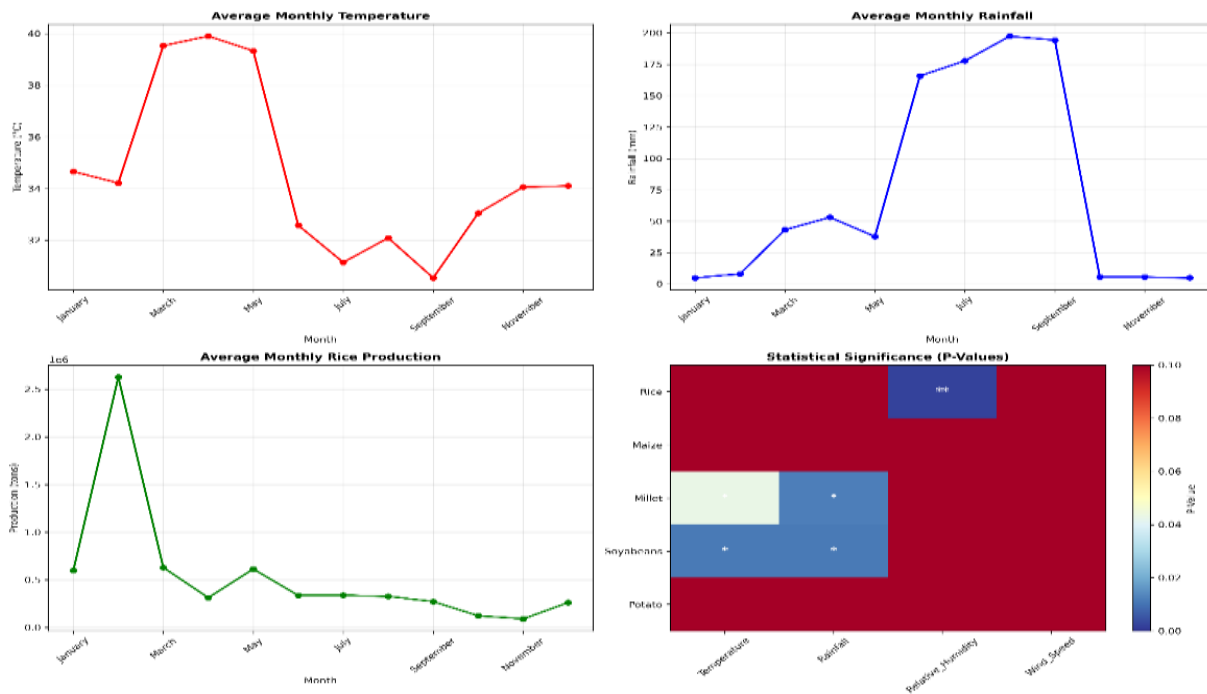 Average Monthly Temperature
Temperature (°C)
40
38
36
34
32
January
March
May
July
September
November
Month
Average Monthly Rainfall
Rainfall (mm)
200
175
150
125
100
75
50
25
0
January
March
May
July
September
November
Month
Average Monthly Rice Production
1e6
Production (tons)
2.5
2.0
1.5
1.0
0.5
0.0
January
March
May
July
September
November
Month
Statistical Significance (P-Values)
Rice
Maize
Millet
Soyabeans
Potato
***
* *
* *
Temperature
Rainfall
Relative_Humidity
Wind_Speed
0.10
0.08
0.06
0.04
0.02
0.00
P-Value